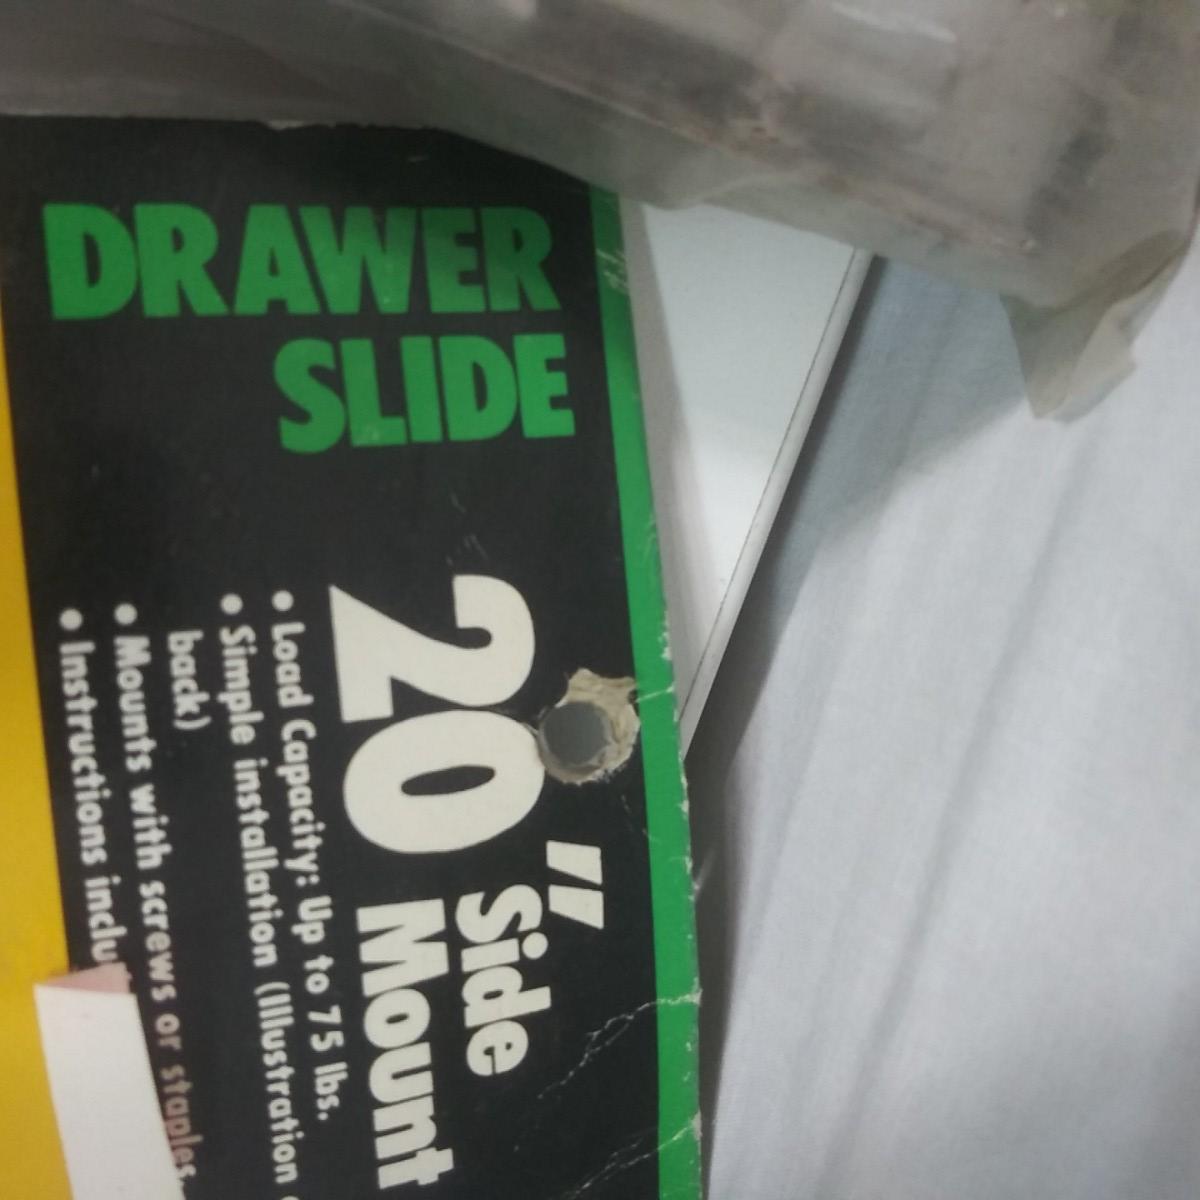 DRAWER
SLIDE
20" Side
Mount
• Load Capacity: Up to 75 lbs.
• Simple installation (Illustration
back)
• Mounts with screws or staples.
• Instructions